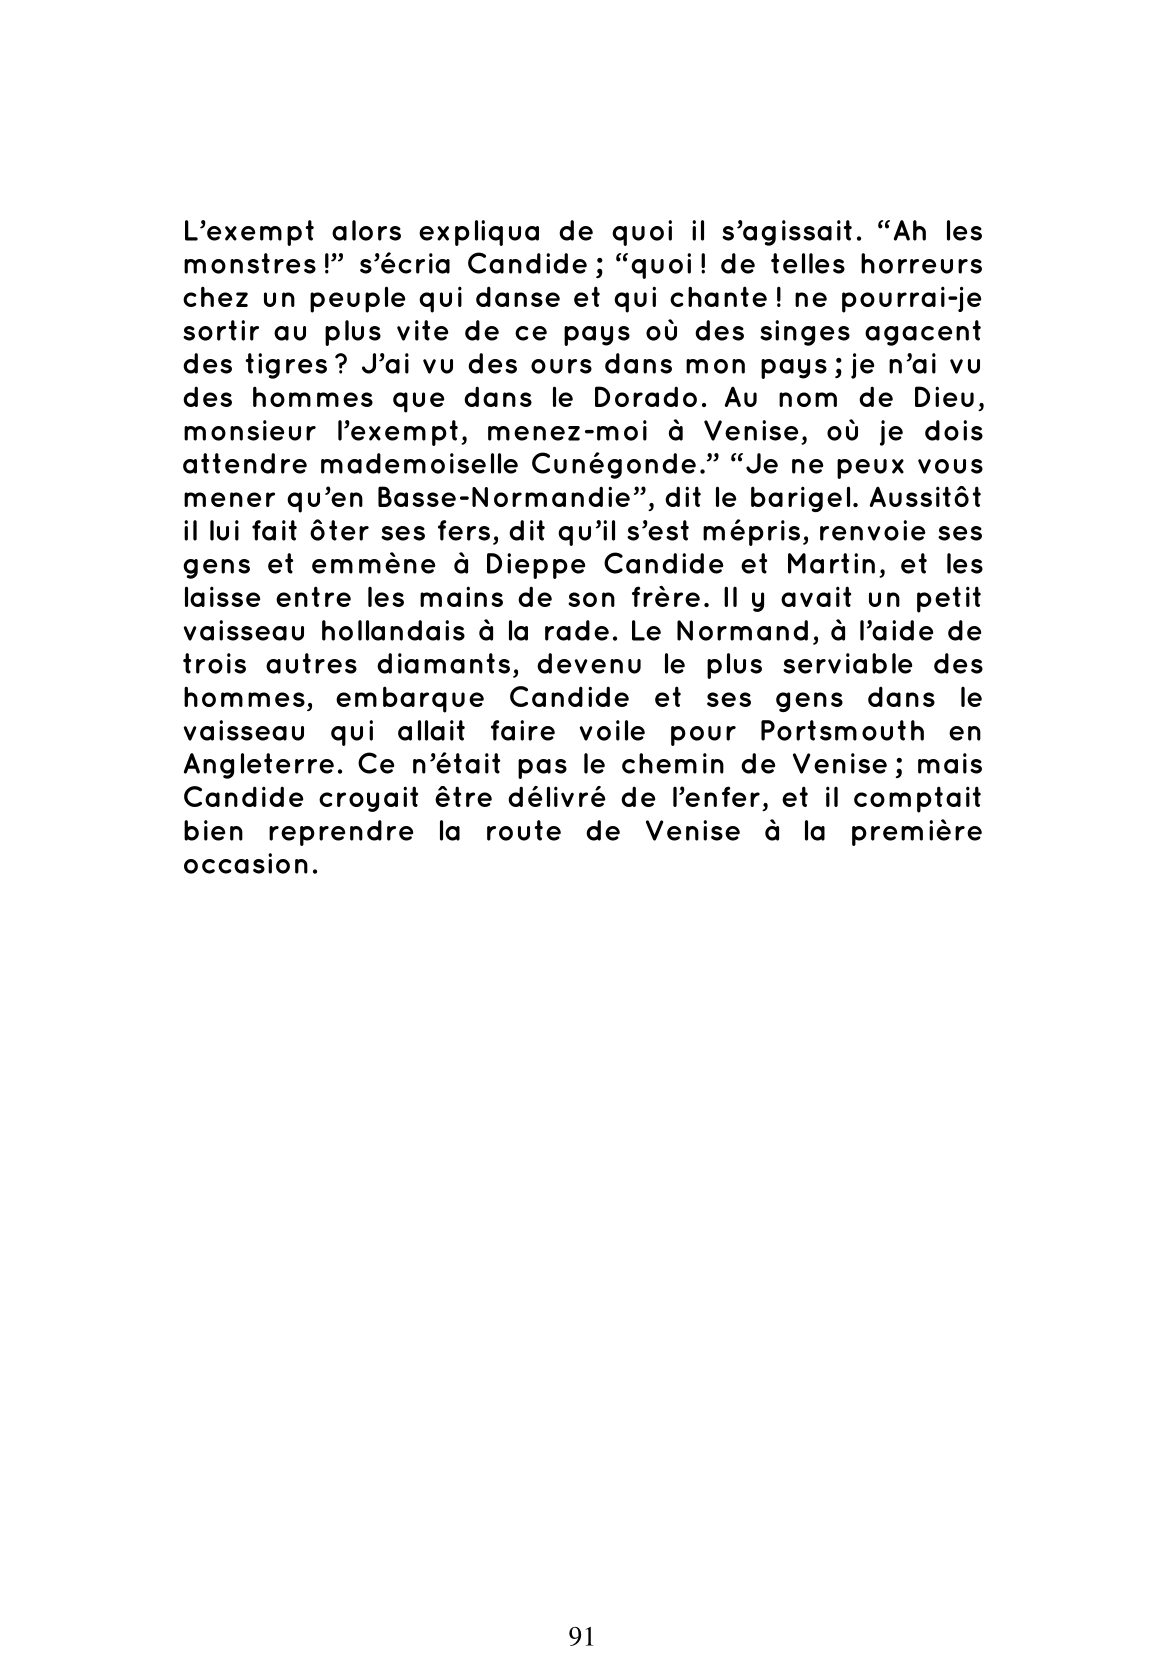 L’exempt alors expliqua de quoi il s’agissait. “Ah les
monstres !” s’écria Candide ; “quoi ! de telles horreurs
chez un peuple qui danse et qui chante ! ne pourrai-je
sortir au plus vite de ce pays où des singes agacent
des tigres ? J’ai vu des ours dans mon pays ; je n’ai vu
des hommes que dans le Dorado. Au nom de Dieu,
monsieur l’exempt, menez-moi à Venise, où je dois
attendre mademoiselle Cunégonde.” “Je ne peux vous
mener qu’en Basse-Normandie”, dit le barigel. Aussitôt
il lui fait ôter ses fers, dit qu’il s’est mépris, renvoie ses
gens et emmène à Dieppe Candide et Martin, et les
laisse entre les mains de son frère. Il y avait un petit
vaisseau hollandais à la rade. Le Normand, à l’aide de
trois autres diamants, devenu le plus serviable des
hommes, embarque Candide et ses gens dans le
vaisseau qui allait faire voile pour Portsmouth en
Angleterre. Ce n’était pas le chemin de Venise ; mais
Candide croyait être délivré de l’enfer, et il comptait
bien reprendre la route de Venise à la première
occasion.
91